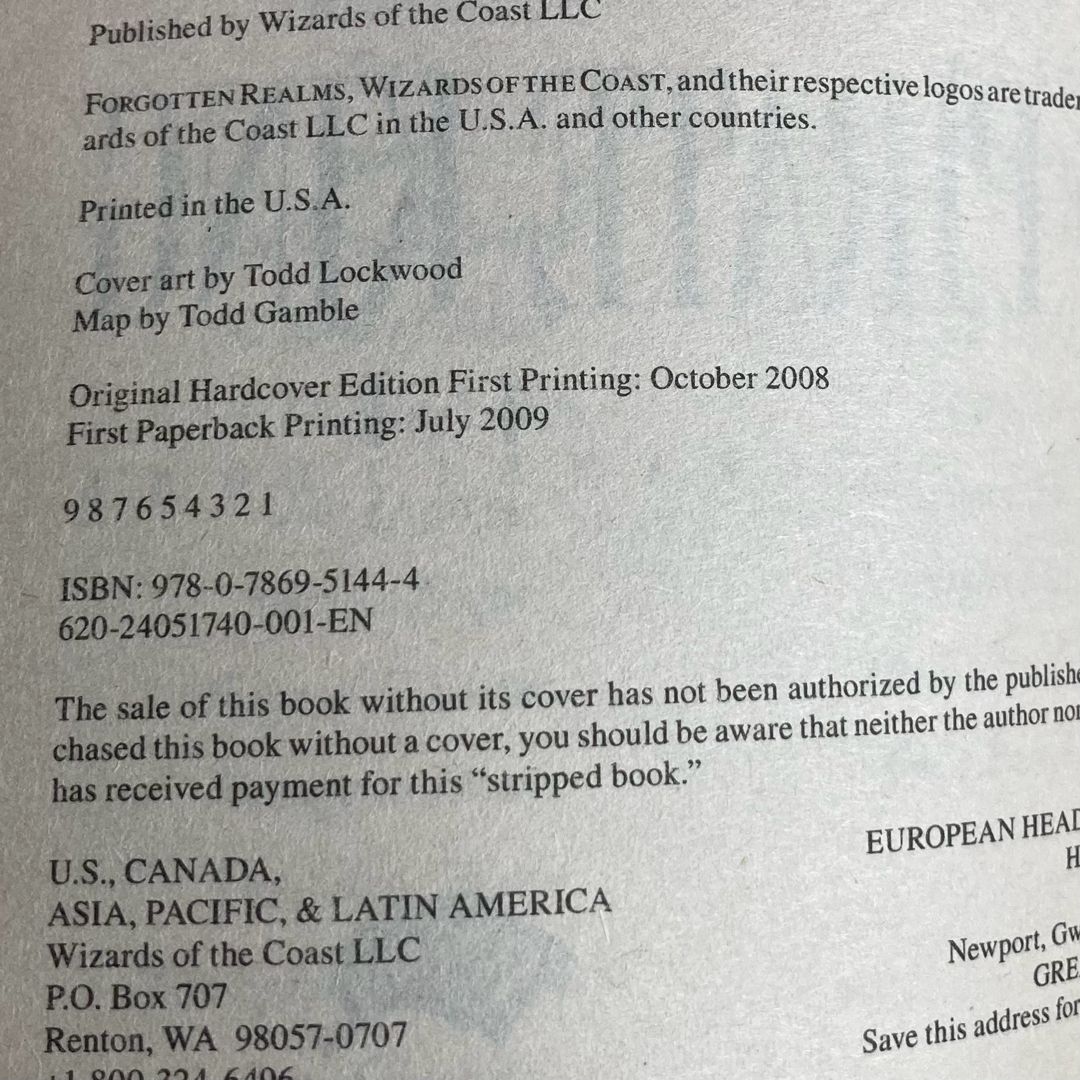 Published by Wizards of the Coast LLC
FORGOTTEN REALMS, WIZARDS OF THE COAST, and their respective logos are trader
ards of the Coast LLC in the U.S.A. and other countries.
Printed in the U.S.A.
Cover art by Todd Lockwood
Map by Todd Gamble
Original Hardcover Edition First Printing: October 2008
First Paperback Printing: July 2009
9 8 7 6 5 4 3 2 1
ISBN: 978-0-7869-5144-4
620-24051740-001-EN
The sale of this book without its cover has not been authorized by the publishe
chased this book without a cover, you should be aware that neither the author nor
has received payment for this “stripped book.”
U.S., CANADA,
ASIA, PACIFIC, & LATIN AMERICA
Wizards of the Coast LLC
P.O. Box 707
Renton, WA 98057-0707
+1-800-324-6496
EUROPEAN HEAD
H
Newport, Gw
GREA
Save this address for